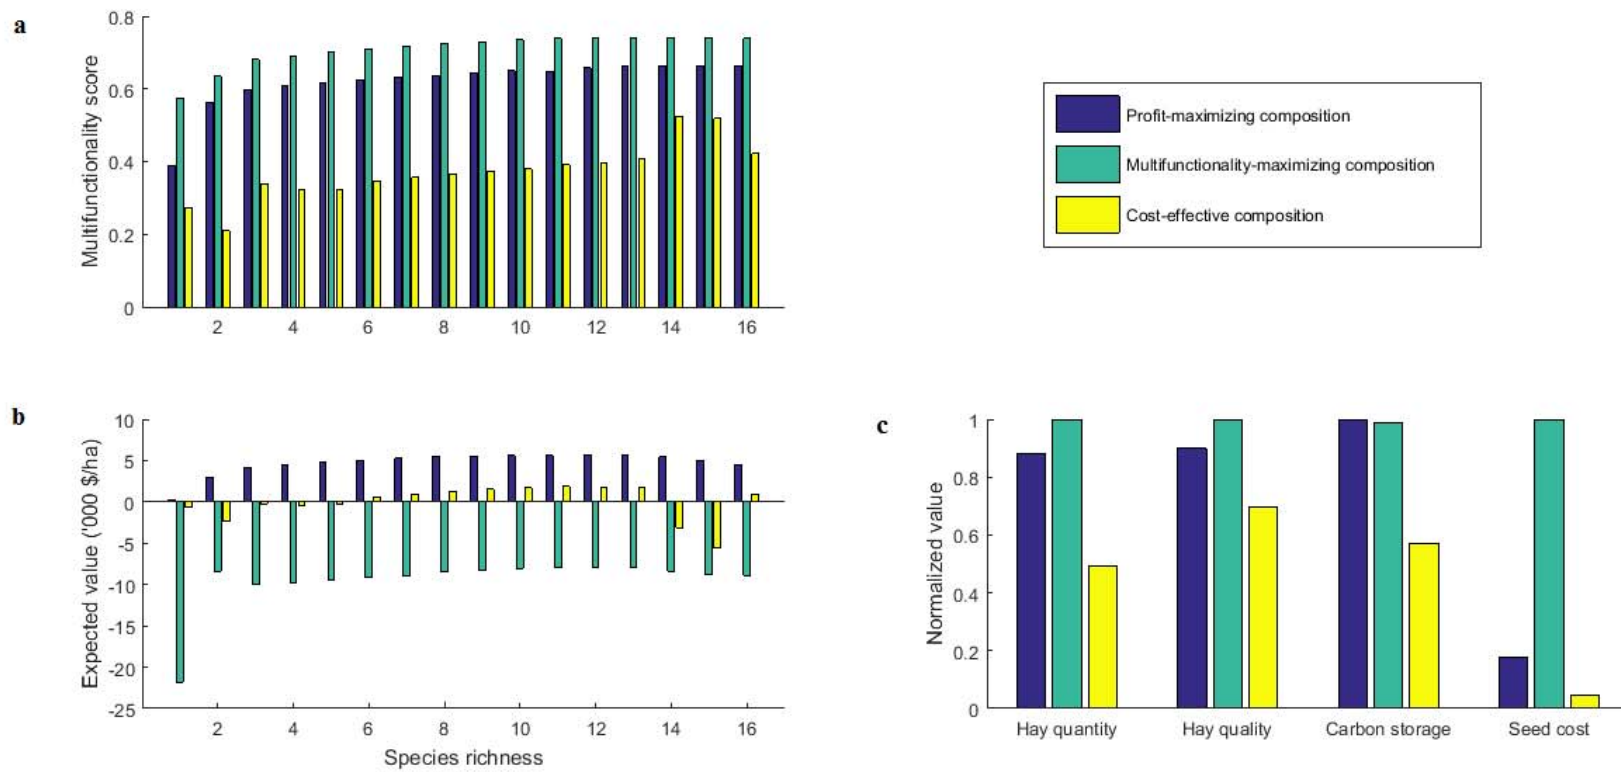 a
Multifunctionality score
0.8
0.6
0.4
0.2
0
2 4 6 8 10 12 14 16
Profit-maximizing composition
Multifunctionality-maximizing composition
Cost-effective composition
b
Expected value ('000 $/ha)
10
5
0
-5
-10
-15
-20
-25
2 4 6 8 10 12 14 16
Species richness
c
Normalized value
1
0.8
0.6
0.4
0.2
0
Hay quantity Hay quality Carbon storage Seed cost